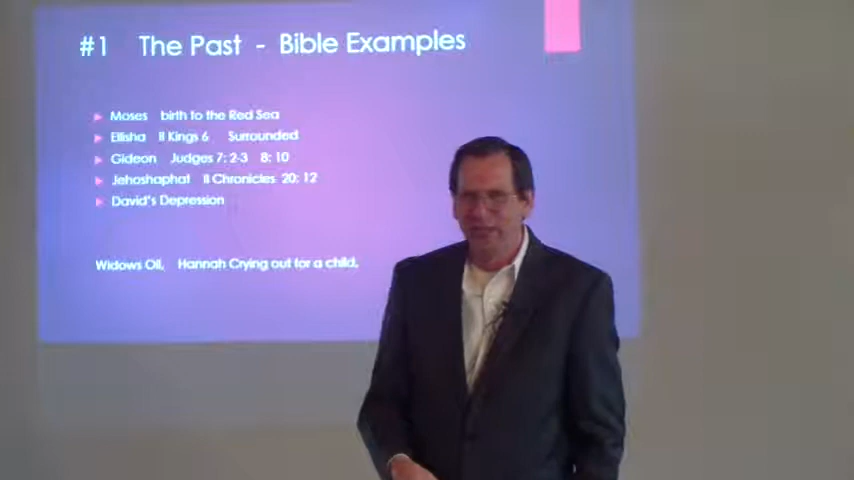 #1 The Past - Bible Examples
Moses birth to the Red Sea
Ellisha II Kings 6 Surrounded
Gideon Judges 7: 2-3 8: 10
Jehoshaphat II Chronicles 20: 12
David's Depression
Widows Oil, Hannah Crying out for a child,